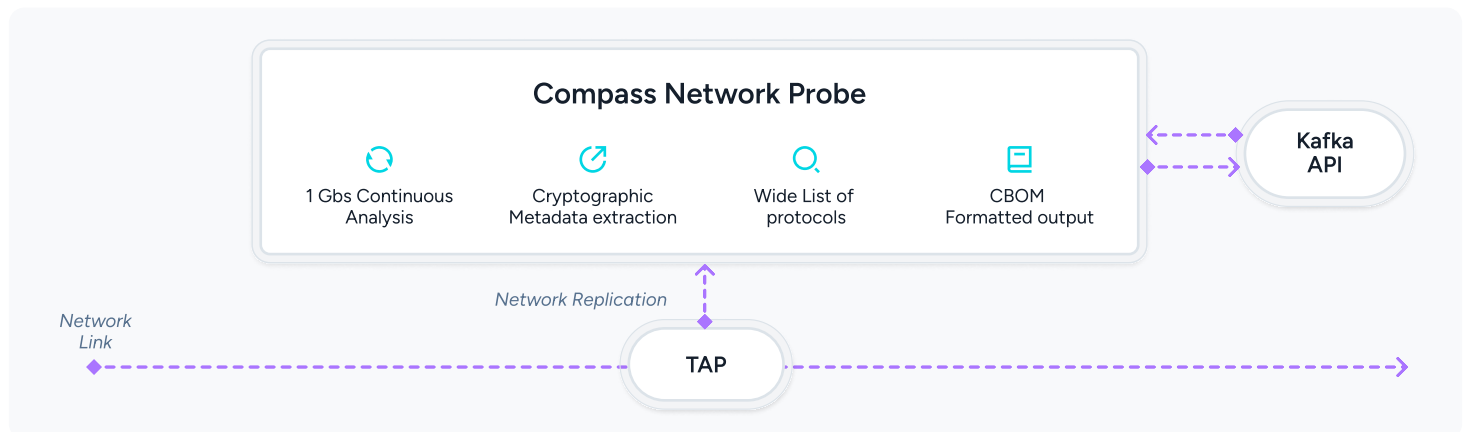 Compass Network Probe
1 Gbs Continuous
Analysis
Cryptographic
Metadata extraction
Wide List of
protocols
CBOM
Formatted output
Kafka
API
Network Replication
Network
Link
TAP